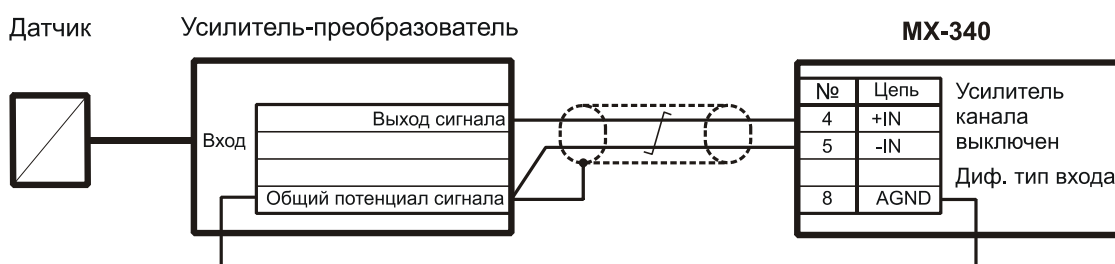 Датчик
Усилитель-преобразователь
MX-340
Вход
Выход сигнала
Общий потенциал сигнала
№ Цепь
4 +IN
5 -IN
8 AGND
Усилитель
канала
выключен
Диф. тип входа